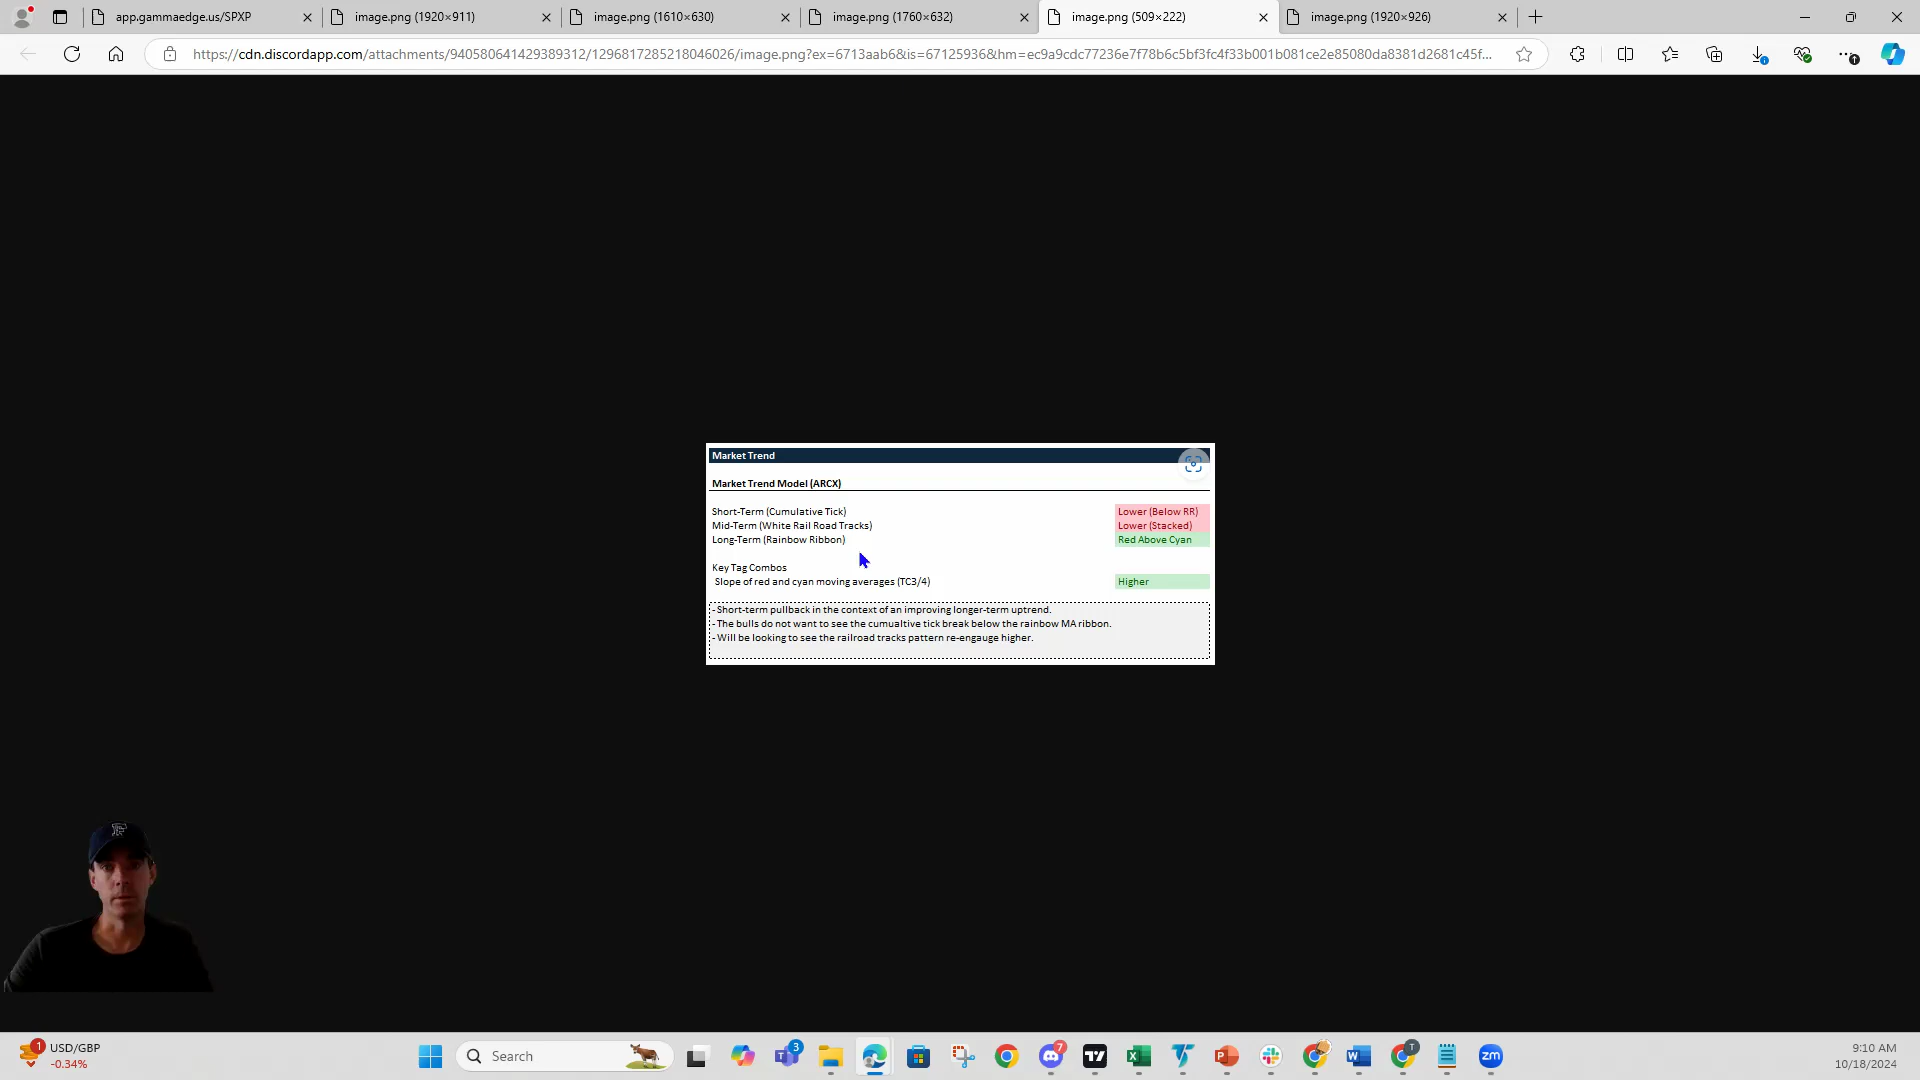 app.gammaedge.us/SPXP
image.png (1920×911)
image.png (1610×630)
image.png (1760×632)
image.png (509×222)
image.png (1920×926)
https://cdn.discordapp.com/attachments/940580641429389312/1296817285218046026/image.png?ex=6713aab6&is=67125936&hm=ec9a9cdc77236e7f78b6c5bf3fc4f33b001b081ce2e85080da8381d2681c45f...
Market Trend
Market Trend Model (ARCX)
Short-Term (Cumulative Tick) Lower (Below RR)
Mid-Term (White Rail Road Tracks) Lower (Stacked)
Long-Term (Rainbow Ribbon) Red Above Cyan
Key Tag Combos
Slope of red and cyan moving averages (TC3/4) Higher
- Short-term pullback in the context of an improving longer-term uptrend.
- The bulls do not want to see the cumualtive tick break below the rainbow MA ribbon.
- Will be looking to see the railroad tracks pattern re-engauge higher.
F
1
USD/GBP
-0.34%
Search
3
7
T
zm
9:10 AM
10/18/2024